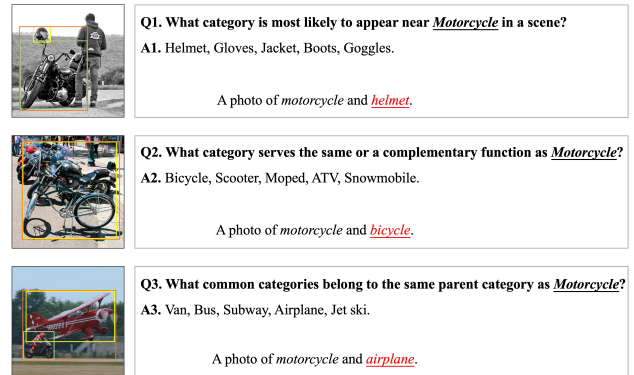 Q1. What category is most likely to appear near Motorcycle in a scene?
A1. Helmet, Gloves, Jacket, Boots, Goggles.
A photo of motorcycle and helmet.
Q2. What category serves the same or a complementary function as Motorcycle?
A2. Bicycle, Scooter, Moped, ATV, Snowmobile.
A photo of motorcycle and bicycle.
Q3. What common categories belong to the same parent category as Motorcycle?
A3. Van, Bus, Subway, Airplane, Jet ski.
A photo of motorcycle and airplane.